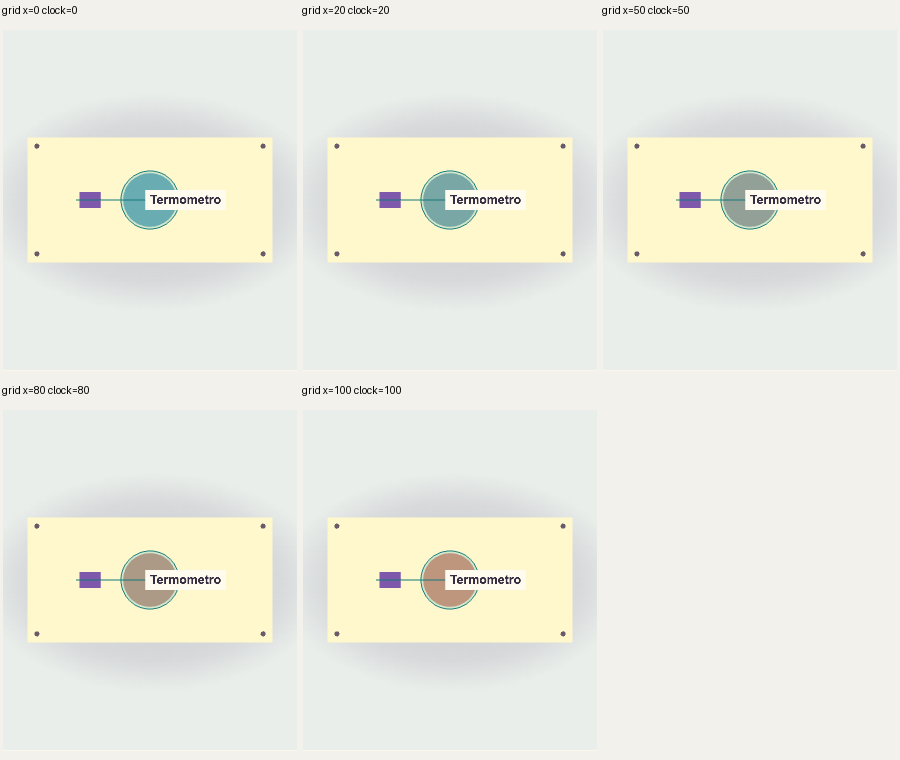 grid x=0 clock=0
grid x=20 clock=20
grid x=50 clock=50
Termometro
Termometro
Termometro
grid x=80 clock=80
grid x=100 clock=100
Termometro
Termometro